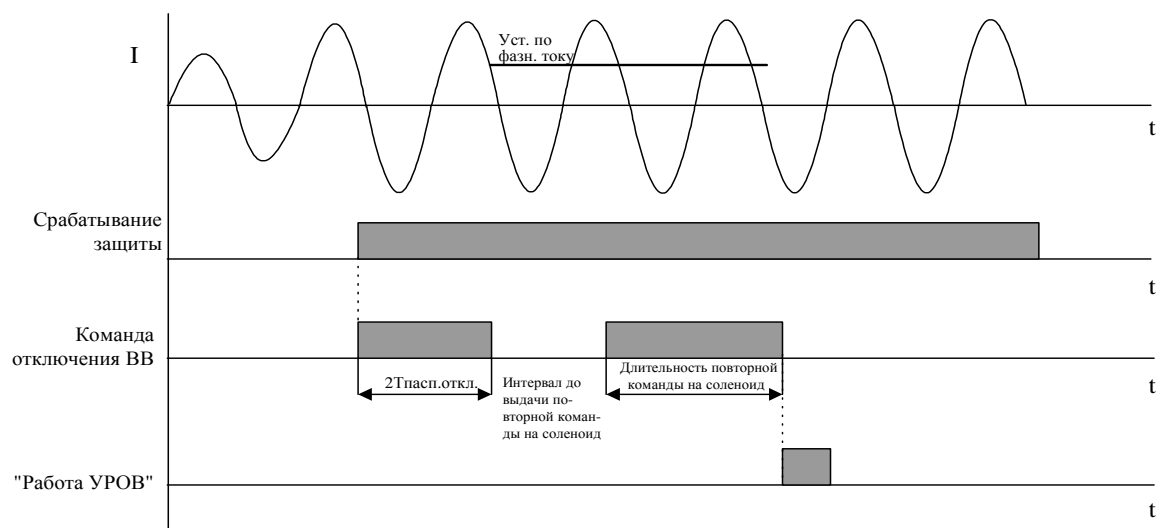 I
Уст. по
фазн. току
t
Срабатывание
защиты
t
Команда
отключения ВВ
2Тпасп.откл.
Интервал до
выдачи по-
вторной коман-
ды на соленоид
Длительность повторной
команды на соленоид
t
"Работа УРОВ"
t